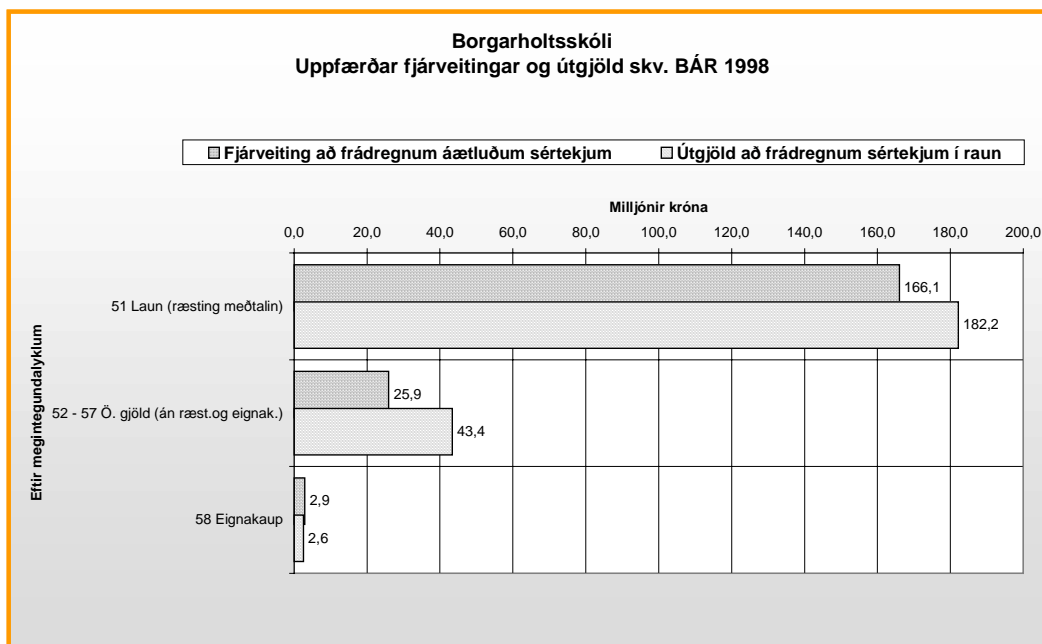 Borgarholtsskóli
Uppfærðar fjárveitingar og útgjöld skv. BÁR 1998
Fjárveiting að frádregnum áætluðum sértekjum
Útgjöld að frádregnum sértekjum í raun
Milljónir króna
0,0 20,0 40,0 60,0 80,0 100,0 120,0 140,0 160,0 180,0 200,0
Eftir megintegundalyklum
51 Laun (ræsting meðtalin)
166,1
182,2
52 - 57 Ö. gjöld (án ræst.og eignak.)
25,9
43,4
58 Eignakaup
2,9
2,6